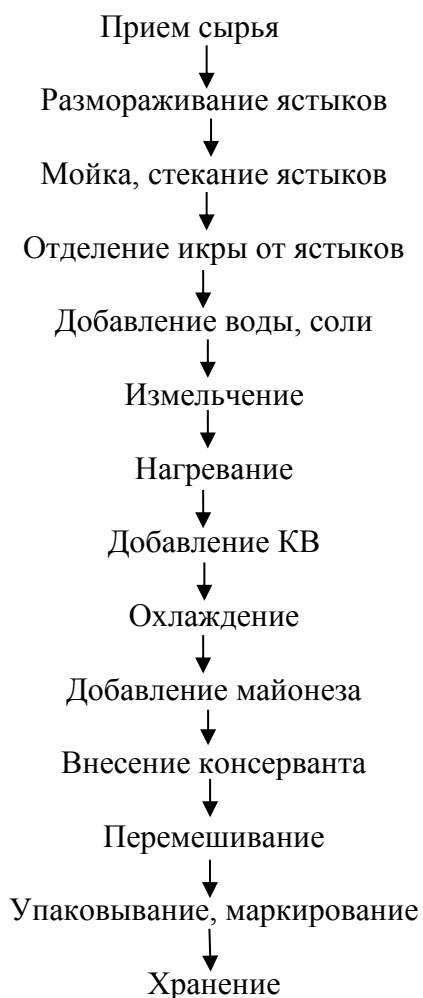 Прием сырья
Размораживание ястыков
Мойка, стекание ястыков
Отделение икры от ястыков
Добавление воды, соли
Измельчение
Нагревание
Добавление КВ
Охлаждение
Добавление майонеза
Внесение консерванта
Перемешивание
Упаковывание, маркирование
Хранение